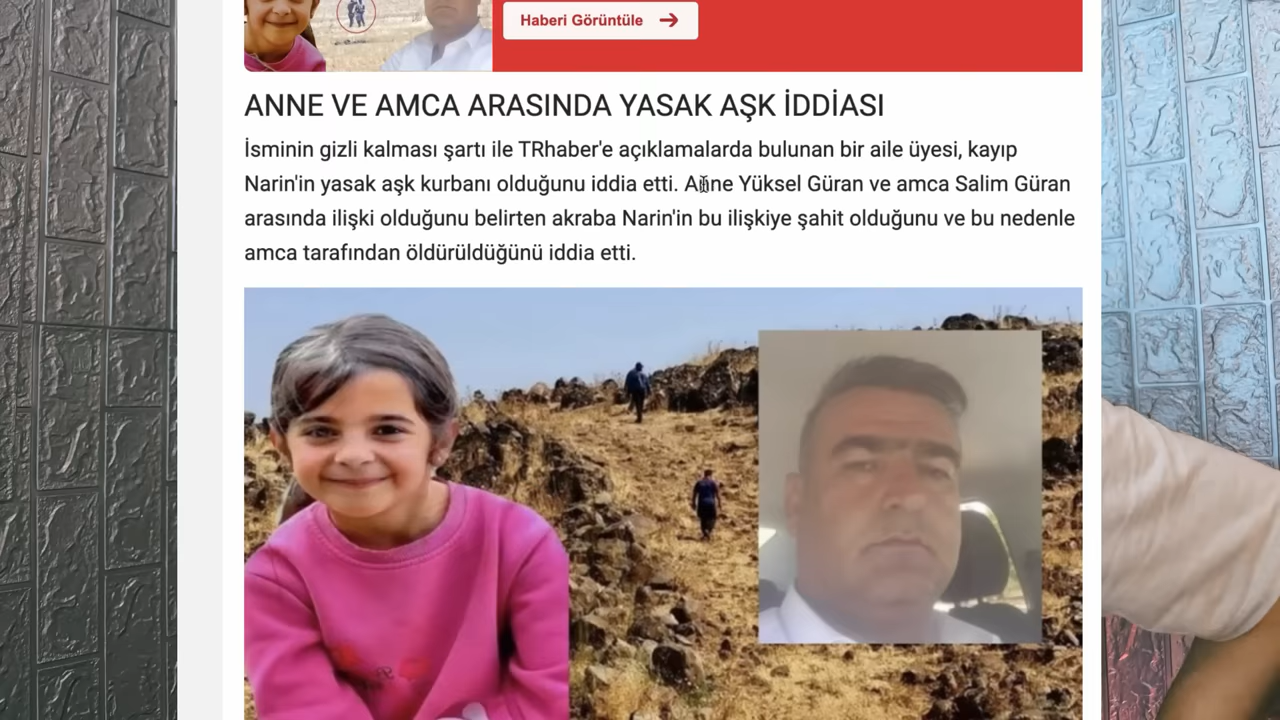 Haberi Görüntüle
ANNE VE AMCA ARASINDA YASAK AŞK İDDİASI
İsminin gizli kalması şartı ile TRhaber'e açıklamalarda bulunan bir aile üyesi, kayıp
Narin'in yasak aşk kurbanı olduğunu iddia etti. Anne Yüksel Güran ve amca Salim Güran
arasında ilişki olduğunu belirten akraba Narin'in bu ilişkiye şahit olduğunu ve bu nedenle
amca tarafından öldürüldüğünü iddia etti.